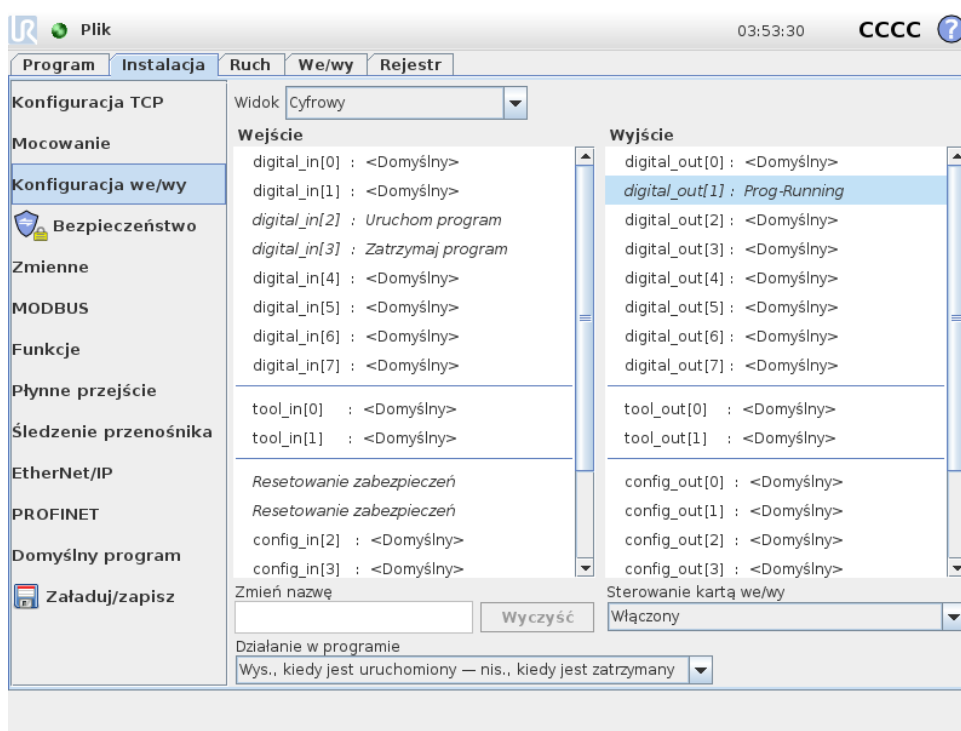 UR Plik 03:53:30 CCCC ?
Program Instalacja Ruch We/wy Rejestr
Konfiguracja TCP
Mocowanie
Konfiguracja we/wy
Bezpieczeństwo
Zmienne
MODBUS
Funkcje
Płynne przejście
Śledzenie przenośnika
EtherNet/IP
PROFINET
Domyślny program
Załaduj/zapisz
Widok Cyfrowy
Wejście
digital_in[0] : <Domyślny>
digital_in[1] : <Domyślny>
digital_in[2] : Uruchom program
digital_in[3] : Zatrzymaj program
digital_in[4] : <Domyślny>
digital_in[5] : <Domyślny>
digital_in[6] : <Domyślny>
digital_in[7] : <Domyślny>
tool_in[0] : <Domyślny>
tool_in[1] : <Domyślny>
Resetowanie zabezpieczeń
Resetowanie zabezpieczeń
config_in[2] : <Domyślny>
config_in[3] : <Domyślny>
Wyjście
digital_out[0] : <Domyślny>
digital_out[1] : Prog-Running
digital_out[2] : <Domyślny>
digital_out[3] : <Domyślny>
digital_out[4] : <Domyślny>
digital_out[5] : <Domyślny>
digital_out[6] : <Domyślny>
digital_out[7] : <Domyślny>
tool_out[0] : <Domyślny>
tool_out[1] : <Domyślny>
config_out[0] : <Domyślny>
config_out[1] : <Domyślny>
config_out[2] : <Domyślny>
config_out[3] : <Domyślny>
Zmień nazwę
Wyczyść
Sterowanie kartą we/wy
Włączony
Działanie w programie
Wys., kiedy jest uruchomiony — nis., kiedy jest zatrzymany